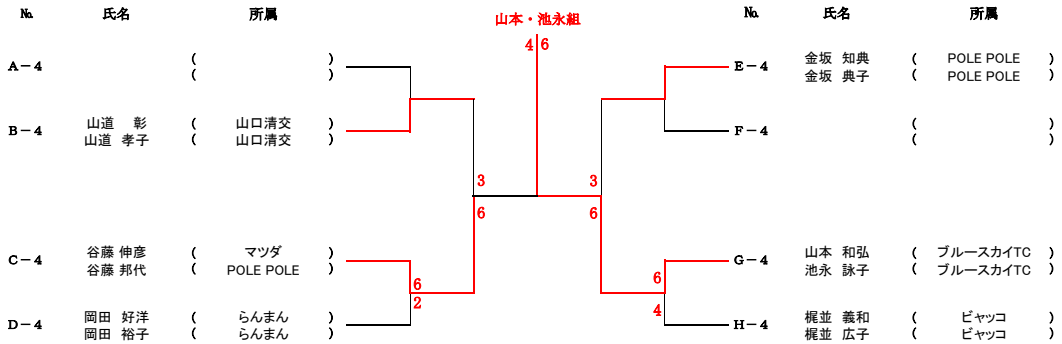 № 氏名 所属
山本・池永組
№ 氏名 所属
4 6
A－4 ( )
( )
金坂 知典 ( POLE POLE )
E－4
金坂 典子 ( POLE POLE )
B－4
山道 彰 ( 山口清交 )
山道 孝子 ( 山口清交 )
F－4 ( )
( )
3
6
3
6
C－4
谷藤 伸彦 ( マツダ )
谷藤 邦代 ( POLE POLE )
6
2
G－4
山本 和弘 ( ブルースカイTC )
池永 詠子 ( ブルースカイTC )
6
4
D－4
岡田 好洋 ( らんまん )
岡田 裕子 ( らんまん )
H－4
梶並 義和 ( ビャッコ )
梶並 広子 ( ビャッコ )